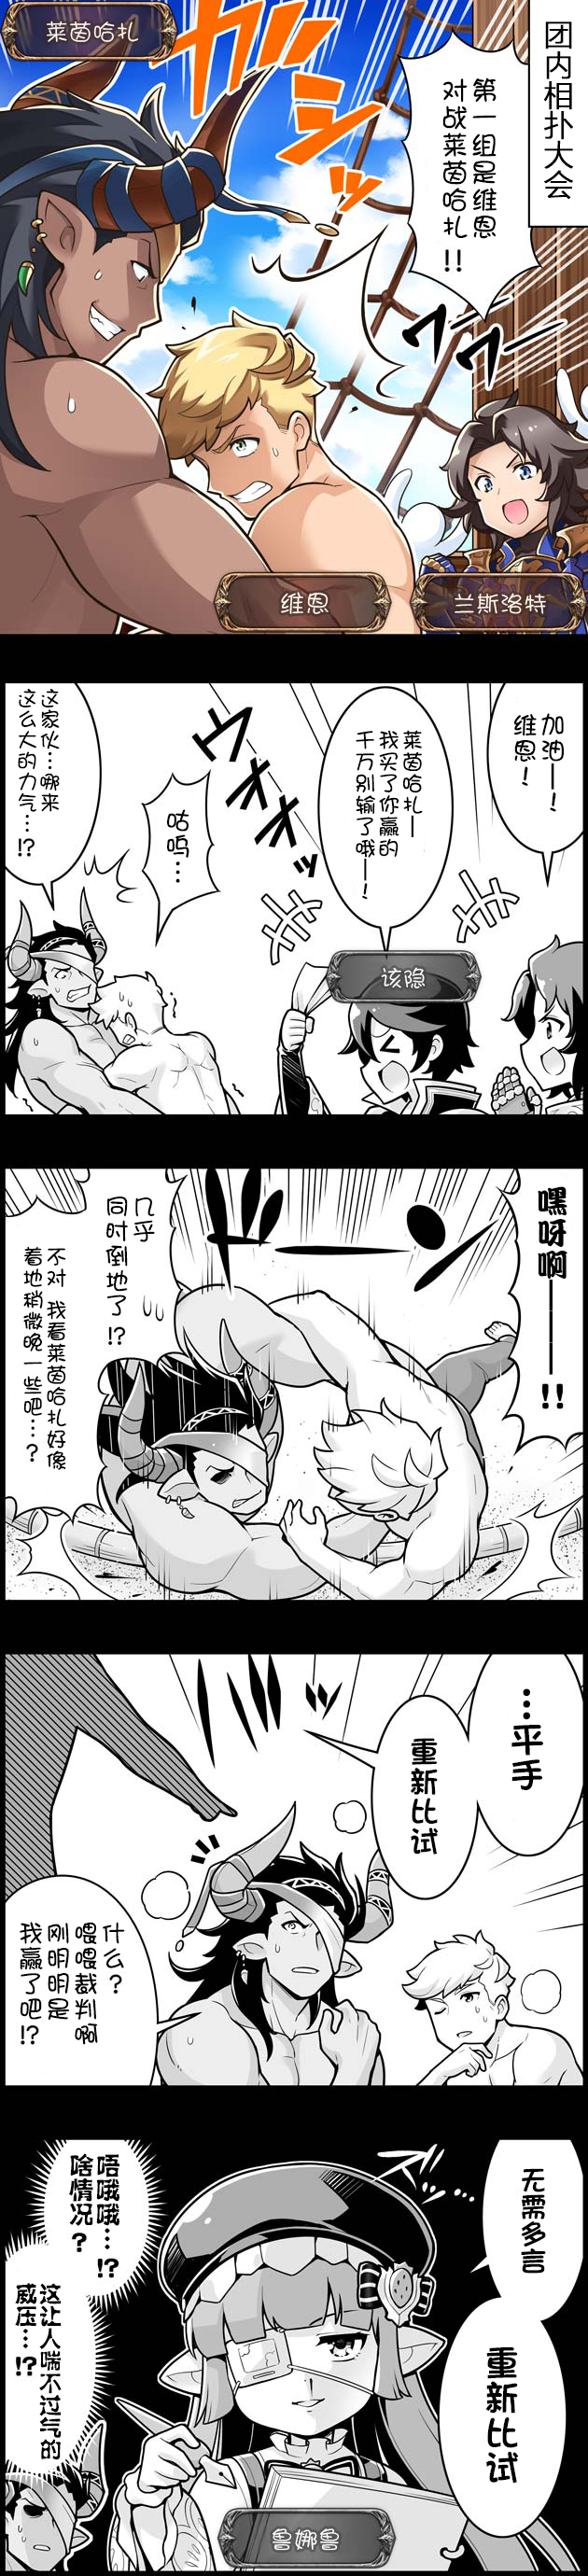 团内相扑大会
莱茵哈扎
ガシッ
第一组是维恩
对战莱茵哈扎!!
ワー
ワー
维恩
兰斯洛特
加油—!
维恩!
莱茵哈扎—
我买了你赢的
千万别输了哦—!
ワー
ワー
咕呜…
这家伙…哪来
这么大的力气…!?
该隐
嘿呀啊———!!
几乎
同时倒地了!?
不对 我看莱茵哈扎好像
着地稍微晚一些吧…?
…平手
重新比试
什么?
喂喂裁判啊
刚明明是
我赢了吧!?
无需多言
重新比试
唔哦哦…!?
啥情况?
这让人喘不过气的
威压…!?
鲁娜鲁